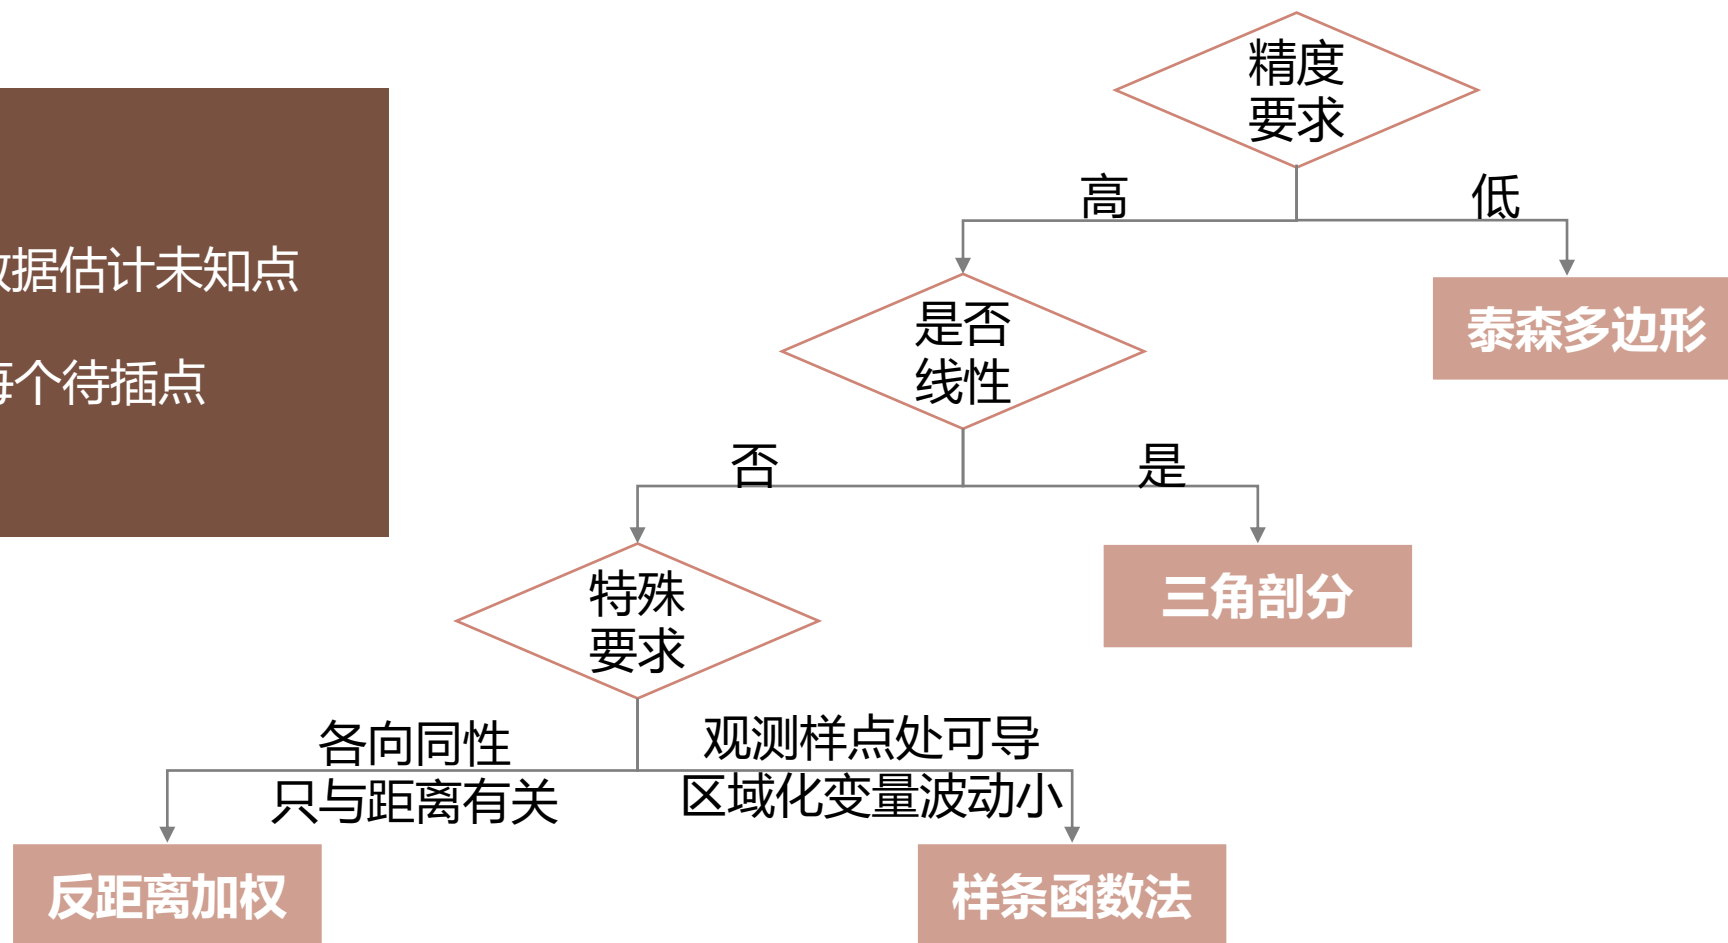 精度
要求
高
低
数据估计未知点
是否
线性
泰森多边形
每个待插点
否
是
特殊
要求
三角剖分
各向同性
只与距离有关
观测样点处可导
区域化变量波动小
反距离加权
样条函数法